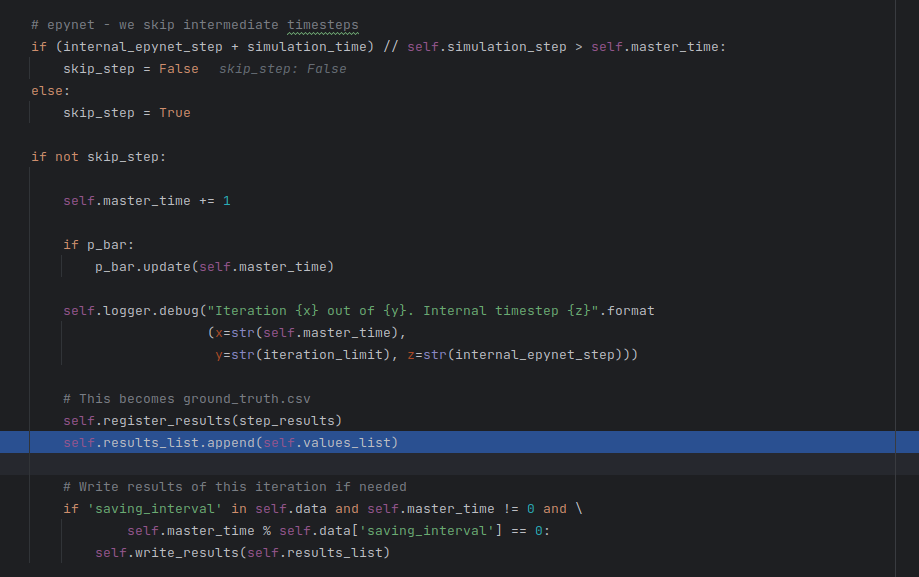 # epynet - we skip intermediate timesteps
if (internal_epynet_step + simulation_time) // self.simulation_step > self.master_time:
skip_step = False   skip_step: False
else:
skip_step = True
if not skip_step:
self.master_time += 1
if p_bar:
p_bar.update(self.master_time)
self.logger.debug("Iteration {x} out of {y}. Internal timestep {z}".format
(x=str(self.master_time),
y=str(iteration_limit), z=str(internal_epynet_step)))
# This becomes ground_truth.csv
self.register_results(step_results)
self.results_list.append(self.values_list)
# Write results of this iteration if needed
if 'saving_interval' in self.data and self.master_time != 0 and \
self.master_time % self.data['saving_interval'] == 0:
self.write_results(self.results_list)